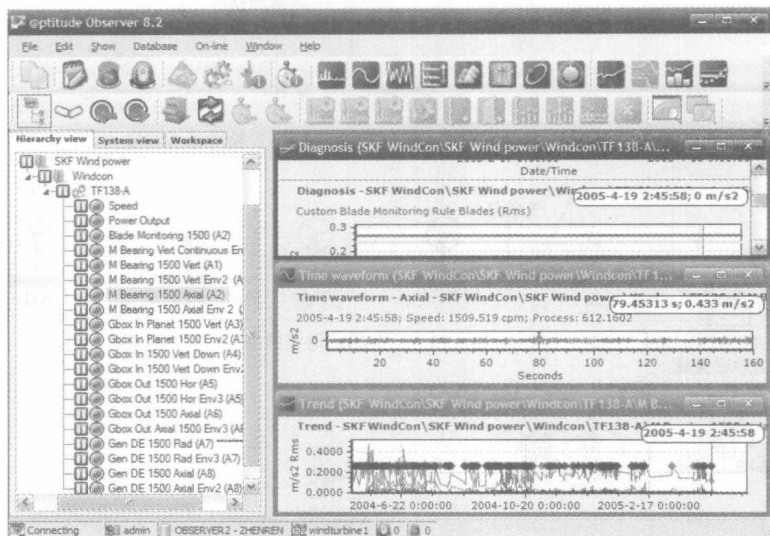 @ptitude Observer 8.2
File Edit Show Database On-line Window Help
Hierarchy view System view Workspace
SKF Wind power
Windcon
TF138-A
Speed
Power Output
Blade Monitoring 1500 (A2)
M Bearing Vert Continuous En
M Bearing 1500 Vert (A1)
M Bearing 1500 Vert Env2 (A
M Bearing 1500 Axial (A2)
M Bearing 1500 Axial Env 2 (
Gbox In Planet 1500 Vert (A3)
Gbox In Planet 1500 Env2 (A3
Gbox In 1500 Vert Down (A4)
Gbox In 1500 Vert Down Env2
Gbox Out 1500 Hor (A5)
Gbox Out 1500 Hor Env3 (A5)
Gbox Out 1500 Axial (A6)
Gbox Out Axial 1500 Env3 (A6
Gen DE 1500 Rad (A7) *******
Gen DE 1500 Rad Env3 (A7)
Gen DE 1500 Axial (A8)
Gen DE 1500 Axial Env2 (A8)
Diagnosis (SKF WindCon\SKF Wind power\Windcon\TF138-A\...
Date/Time
Diagnosis - SKF WindCon\SKF Wind power\Win
2005-4-19 2:45:58; 0 m/s2
Custom Blade Monitoring Rule Blades (Rms)
0.3
0.2
Time waveform (SKF WindCon\SKF Wind power\Windcon\TF1...
Time waveform - Axial - SKF WindCon\SKF Wind pow
79.45313 s; 0.433 m/s2
2005-4-19 2:45:58; Speed: 1509.519 cpm; Process: 612.1602
m/s2
0
20 40 60 80 100 120 140 160
Seconds
Trend (SKF WindCon\SKF Wind power\Windcon\TF138-A\M B...
Trend - SKF WindCon\SKF Wind power\Windcon\TF138-A\M Bearing 1500 Axia
2005-4-19 2:45:58
m/s2 Rms
0.4000
0.2000
0.0000
2004-6-22 0:00:00 2004-10-20 0:00:00 2005-2-17 0:00:00
Connecting admin OBSERVER2 - ZHENREN windturbine1 0 0